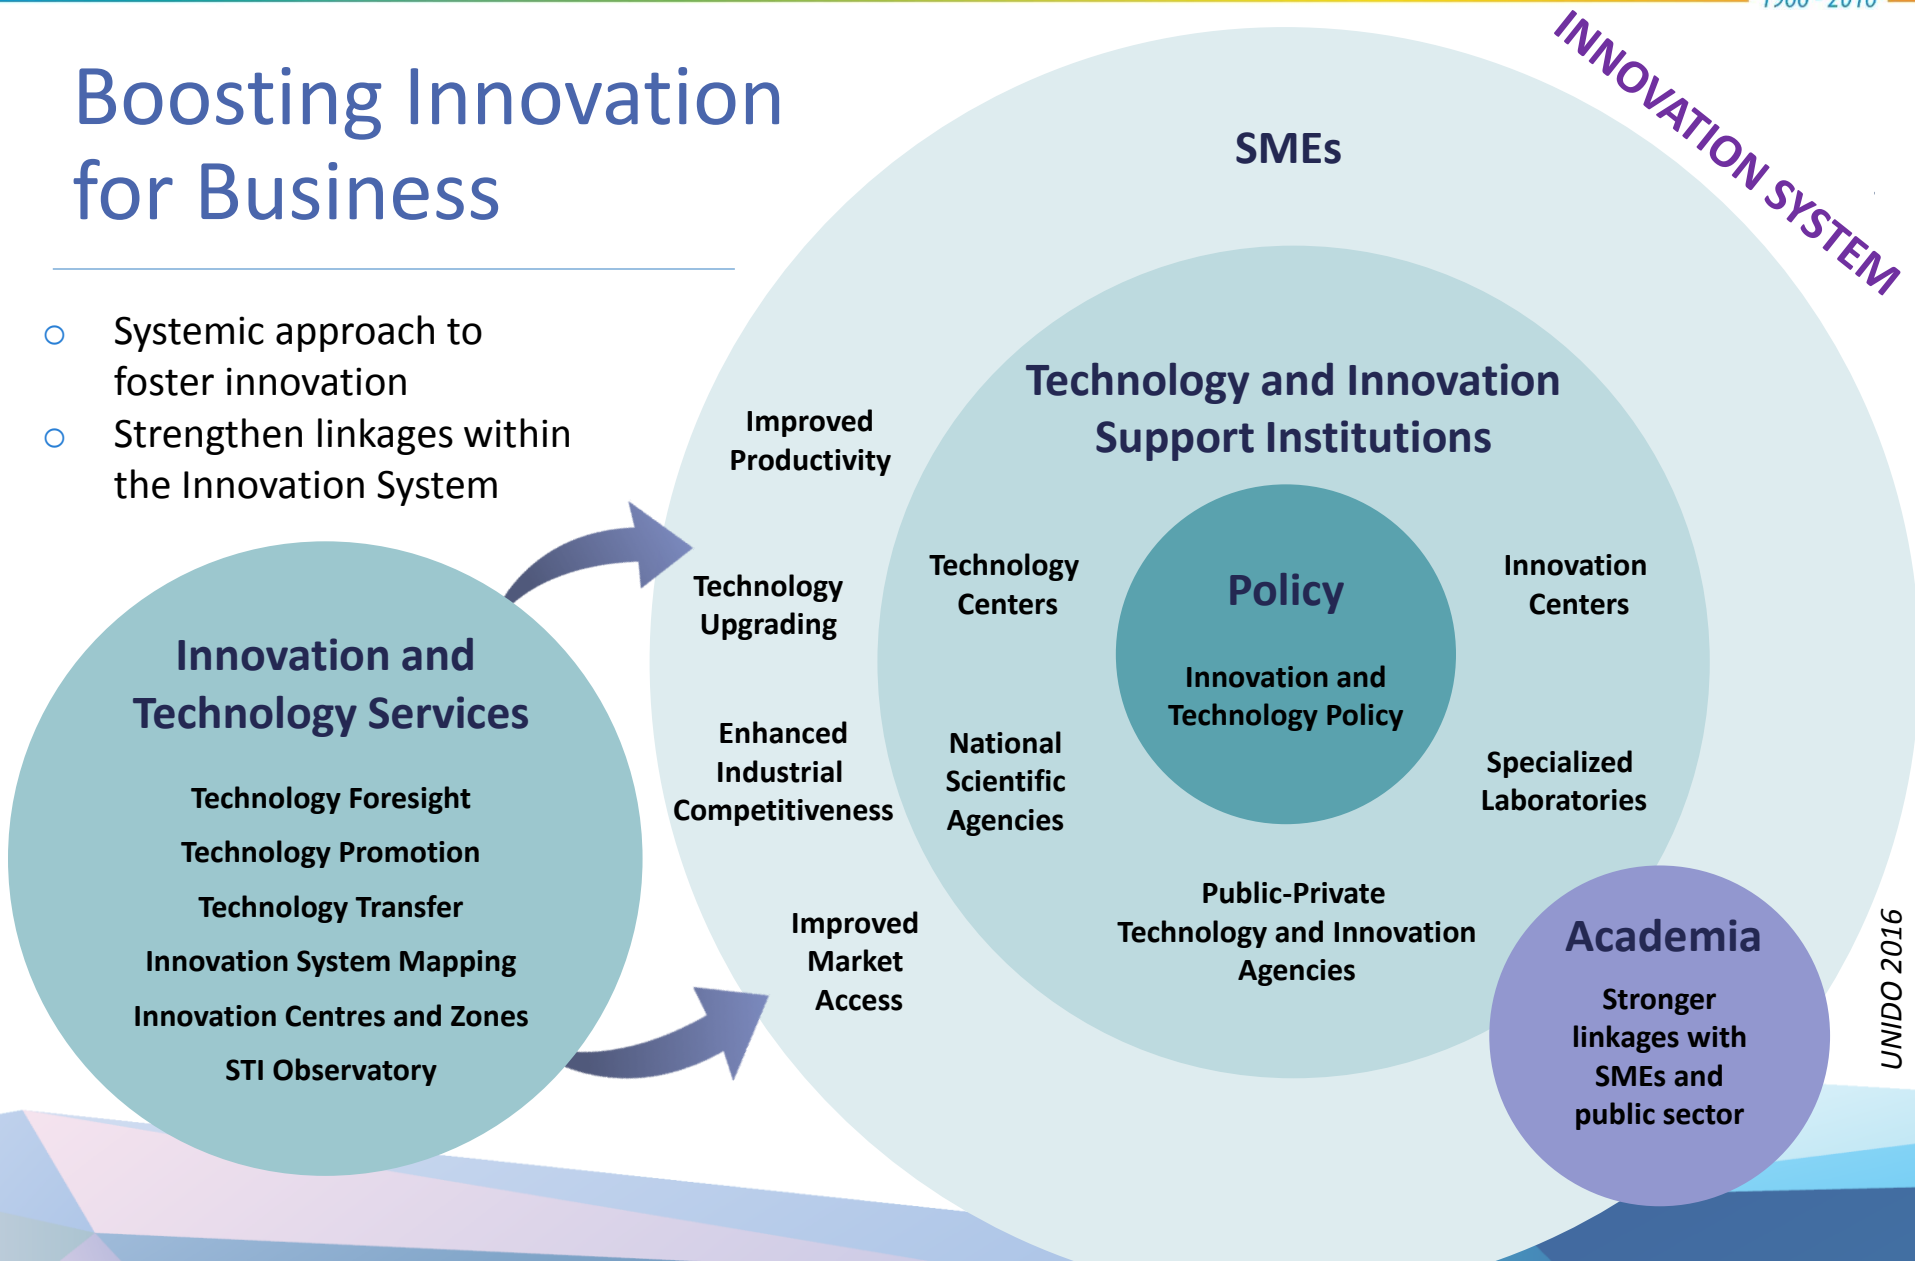 Boosting Innovation
for Business
Systemic approach to
foster innovation
Strengthen linkages within
the Innovation System
Innovation and
Technology Services
Technology Foresight
Technology Promotion
Technology Transfer
Innovation System Mapping
Innovation Centres and Zones
STI Observatory
INNOVATION SYSTEM
SMEs
Improved
Productivity
Technology
Upgrading
Enhanced
Industrial
Competitiveness
Improved
Market
Access
Technology and Innovation
Support Institutions
Technology
Centers
National
Scientific
Agencies
Public-Private
Technology and Innovation
Agencies
Innovation
Centers
Specialized
Laboratories
Policy
Innovation and
Technology Policy
Academia
Stronger
linkages with
SMEs and
public sector
UNIDO 2016